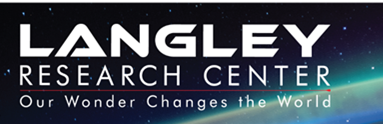 LANGLEY
RESEARCH CENTER
Our Wonder Changes the World